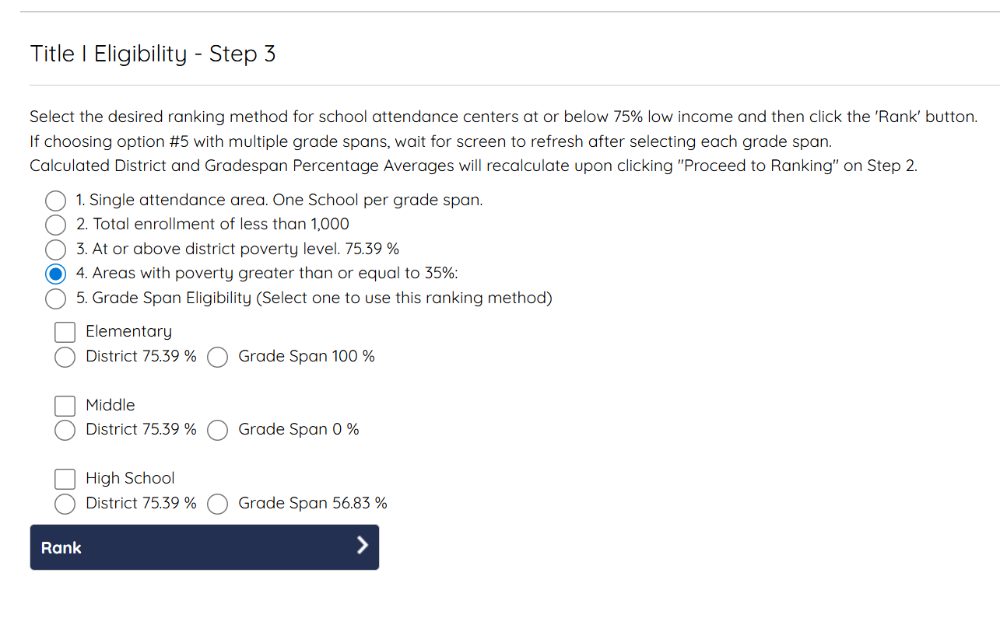 Title I Eligibility - Step 3
Select the desired ranking method for school attendance centers at or below 75% low income and then click the 'Rank' button.
If choosing option #5 with multiple grade spans, wait for screen to refresh after selecting each grade span.
Calculated District and Gradespan Percentage Averages will recalculate upon clicking "Proceed to Ranking" on Step 2.
1. Single attendance area. One School per grade span.
2. Total enrollment of less than 1,000
3. At or above district poverty level. 75.39 %
4. Areas with poverty greater than or equal to 35%:
5. Grade Span Eligibility (Select one to use this ranking method)
Elementary
District 75.39 % Grade Span 100 %
Middle
District 75.39 % Grade Span 0 %
High School
District 75.39 % Grade Span 56.83 %
Rank